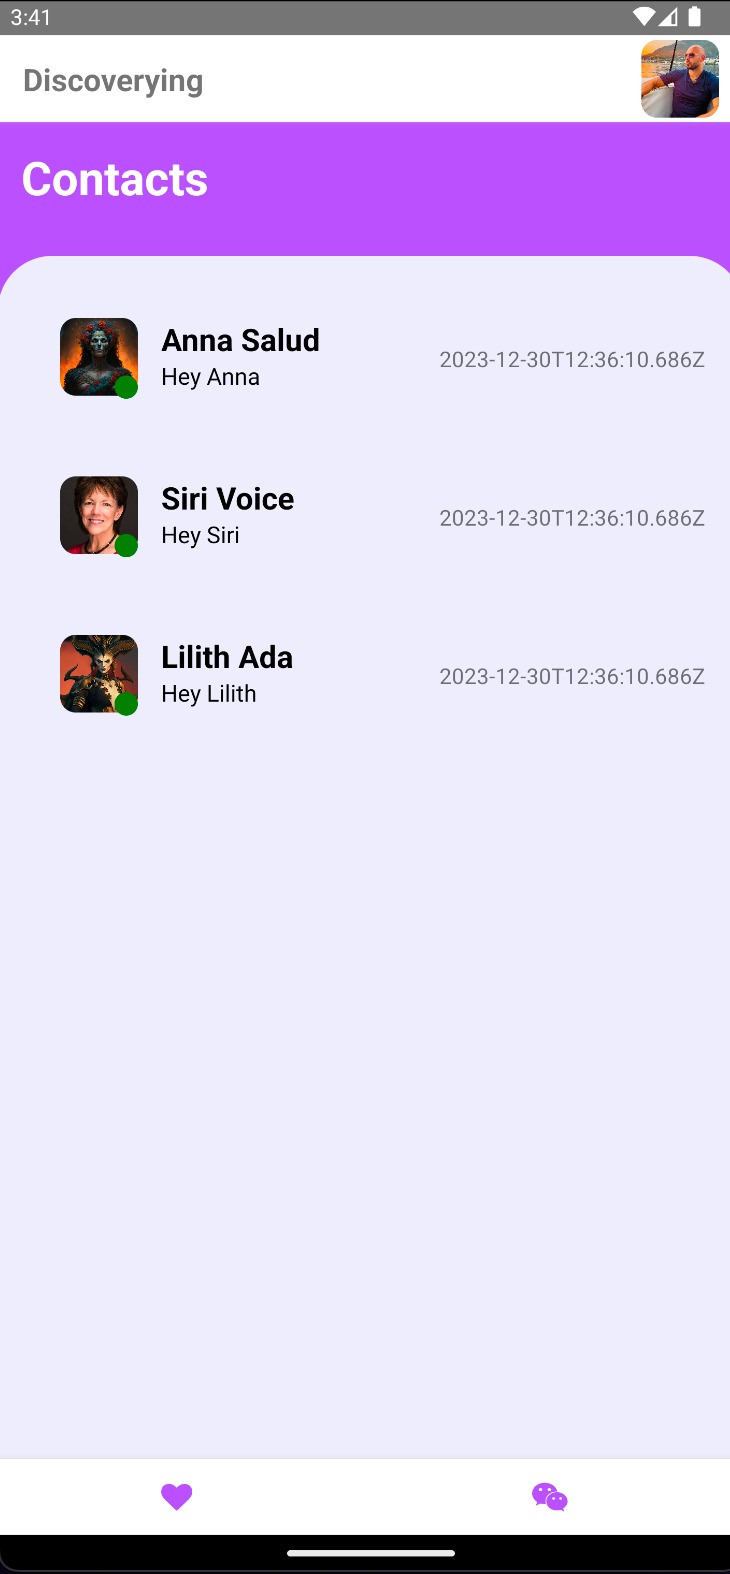 3:41
Discoverying
Contacts
Anna Salud
Hey Anna
2023-12-30T12:36:10.686Z
Siri Voice
Hey Siri
2023-12-30T12:36:10.686Z
Lilith Ada
Hey Lilith
2023-12-30T12:36:10.686Z